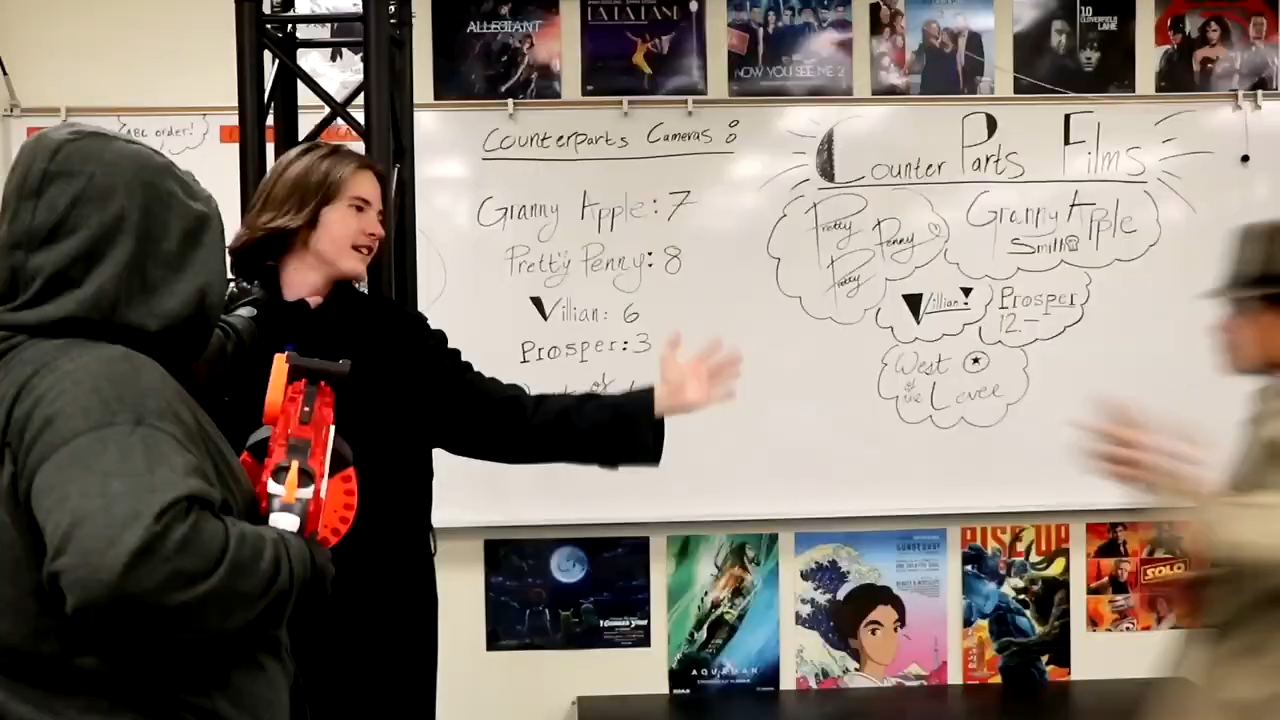 ALLEGIANT
LA LA LAND
NOW YOU SEE ME 2
10
CLOVERFIELD
LANE
ABC order!
Counterparts Cameras:
Granny Apple: 7
Pretty Penny: 8
Villian: 6
Prosper: 3
of
Counter Parts Films
Pretty
Penny
Pretty
Granny Apple
Smith
Villian!
Prosper
12-
West
of
the Levee
AQUAMAN
RISE UP
SOLO